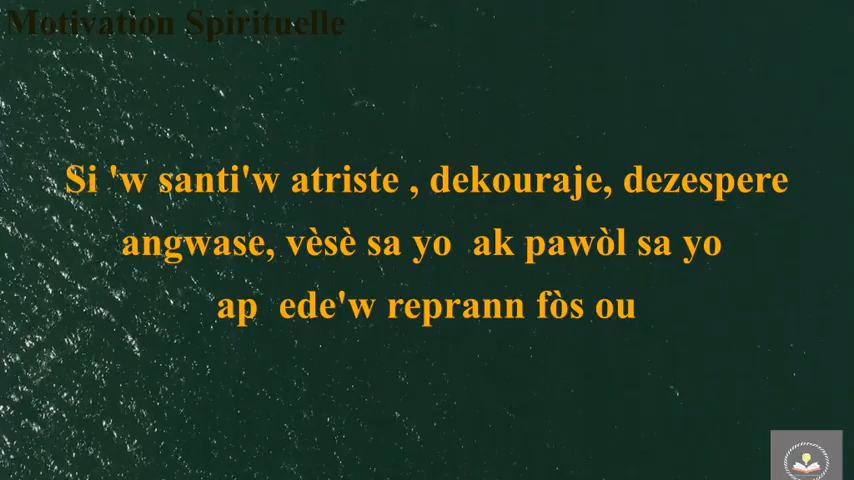 Motivation Spirituelle
Si 'w santi'w atriste , dekouraje, dezespere
angwase, vèsè sa yo ak pawòl sa yo
ap ede'w reprann fòs ou